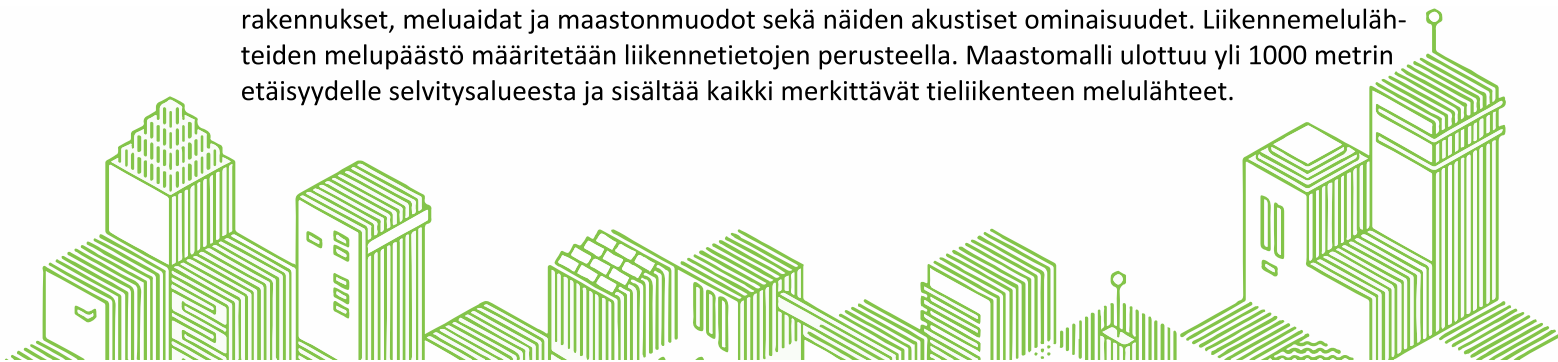 rakennukset, meluaidat ja maastonmuodot sekä näiden akustiset ominaisuudet. Liikennemeluläh-
teiden melupäästö määritetään liikennetietojen perusteella. Maastomalli ulottuu yli 1000 metrin
etäisyydelle selvitysalueesta ja sisältää kaikki merkittävät tieliikenteen melulähteet.